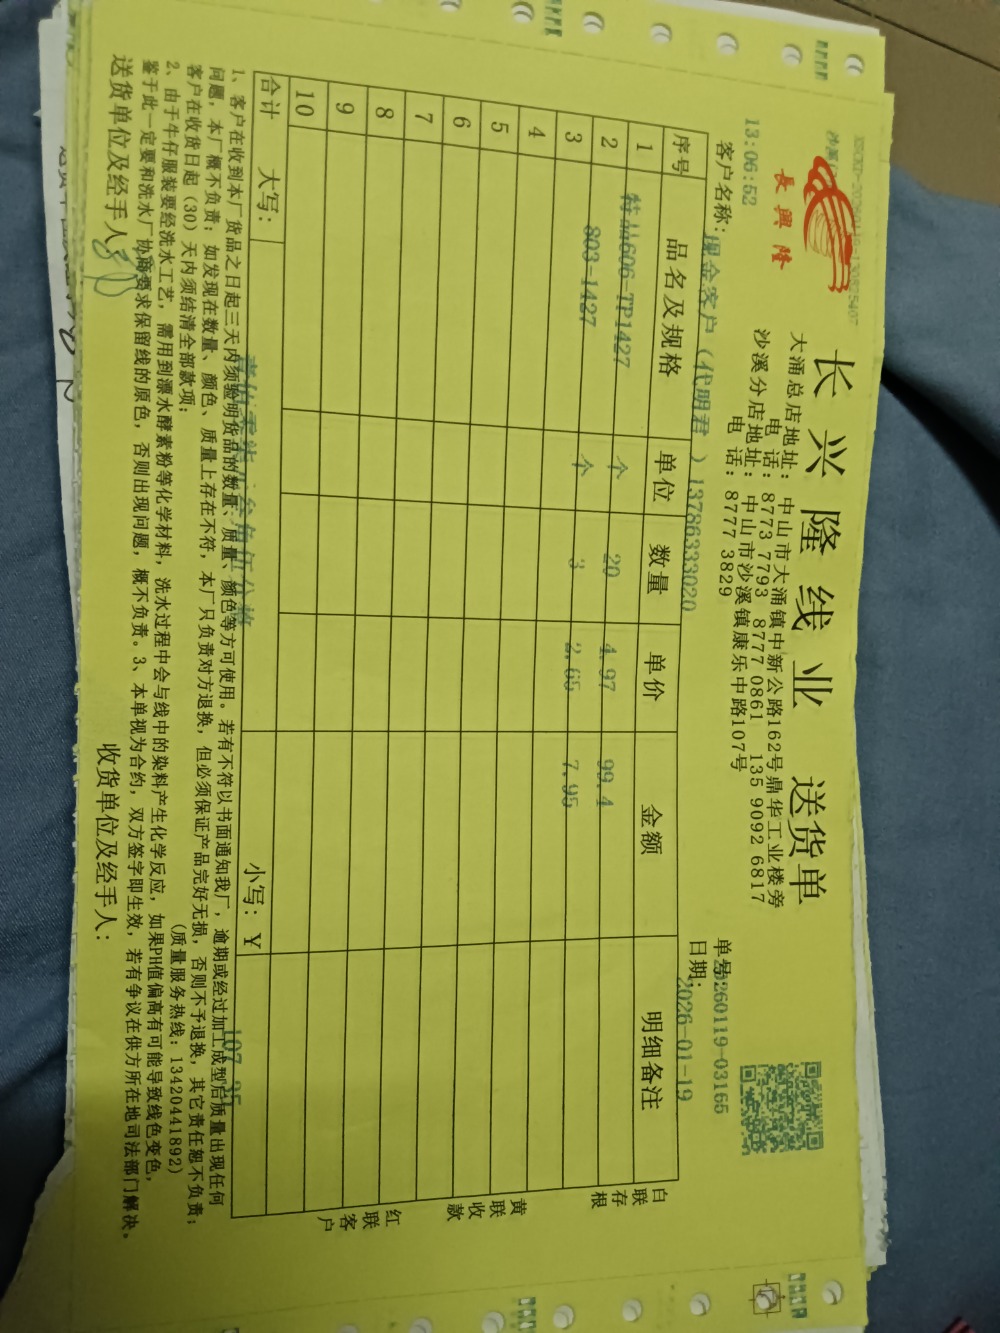 長興隆
长兴隆线业 送货单
大涌总店地址：中山市大涌镇中新公路162号鼎华工业楼旁
电话：8773 7793 8777 0861 135 9092 6817
沙溪分店地址：中山市沙溪镇康乐中路107号
电话：8777 3829
13:06:52
单号:20260119-03165
客户名称：现金客户（代明君 ）13786333020
日期：2026-01-19
序号 品名及规格 单位 数量 单价 金额 明细备注
1 特品606-TP1427 个 20 4.97 99.4
2 803-1427 个 3 2.65 7.95
3
4
5
6
7
8
9
10
合计 大写： 小写：￥ 107.35
白联存根
黄联收款
红联客户
1、客户在收到本厂货品之日起三天内须验明货品的数量、质量、颜色等方可使用。若有不符以书面通知我厂，逾期或经过加工成型后质量出现任何
问题，本厂概不负责；如发现在数量、颜色、质量上存在不符，本厂只负责对方退换，但必须保证产品完好无损，否则不予退换，其它责任恕不负责；
客户在收货日起(30)天内须结清全部款项；
(质量服务热线：13420441892)
2、由于牛仔服装要经洗水工艺，需用到漂水酵素粉等化学材料，洗水过程中会与线中的染料产生化学反应，如果PH值偏高有可能导致线色变色，
鉴于此一定要和洗水厂协商要求保留线的原色，否则出现问题，概不负责。3、本单视为合约，双方签字即生效，若有争议在供方所在地司法部门解决。
送货单位及经手人： 收货单位及经手人：